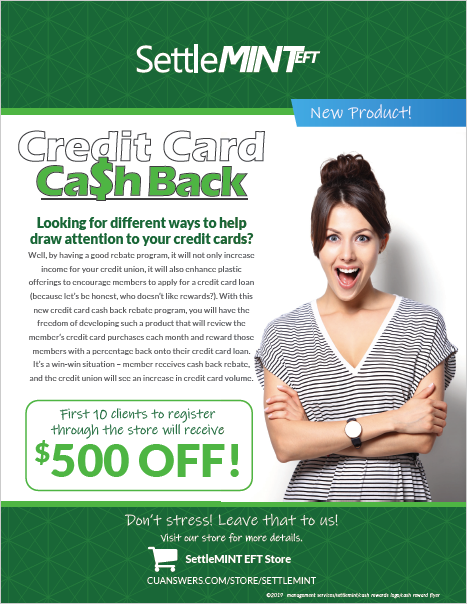 SettleMINT EFT
New Product!
Credit Card
Ca$h Back
Looking for different ways to help
draw attention to your credit cards?
Well, by having a good rebate program, it will not only increase
income for your credit union, it will also enhance plastic
offerings to encourage members to apply for a credit card loan
(because let's be honest, who doesn't like rewards?). With this
new credit card cash back rebate program, you will have the
freedom of developing such a product that will review the
member's credit card purchases each month and reward those
members with a percentage back onto their credit card loan.
It's a win-win situation – member receives cash back rebate,
and the credit union will see an increase in credit card volume.
First 10 clients to register
through the store will receive
$500 OFF!
Don't stress! Leave that to us!
Visit our store for more details.
SettleMINT EFT Store
CUANSWERS.COM/STORE/SETTLEMINT
©2019 management services/settlemint/cash rewards logo/cash reward flyer